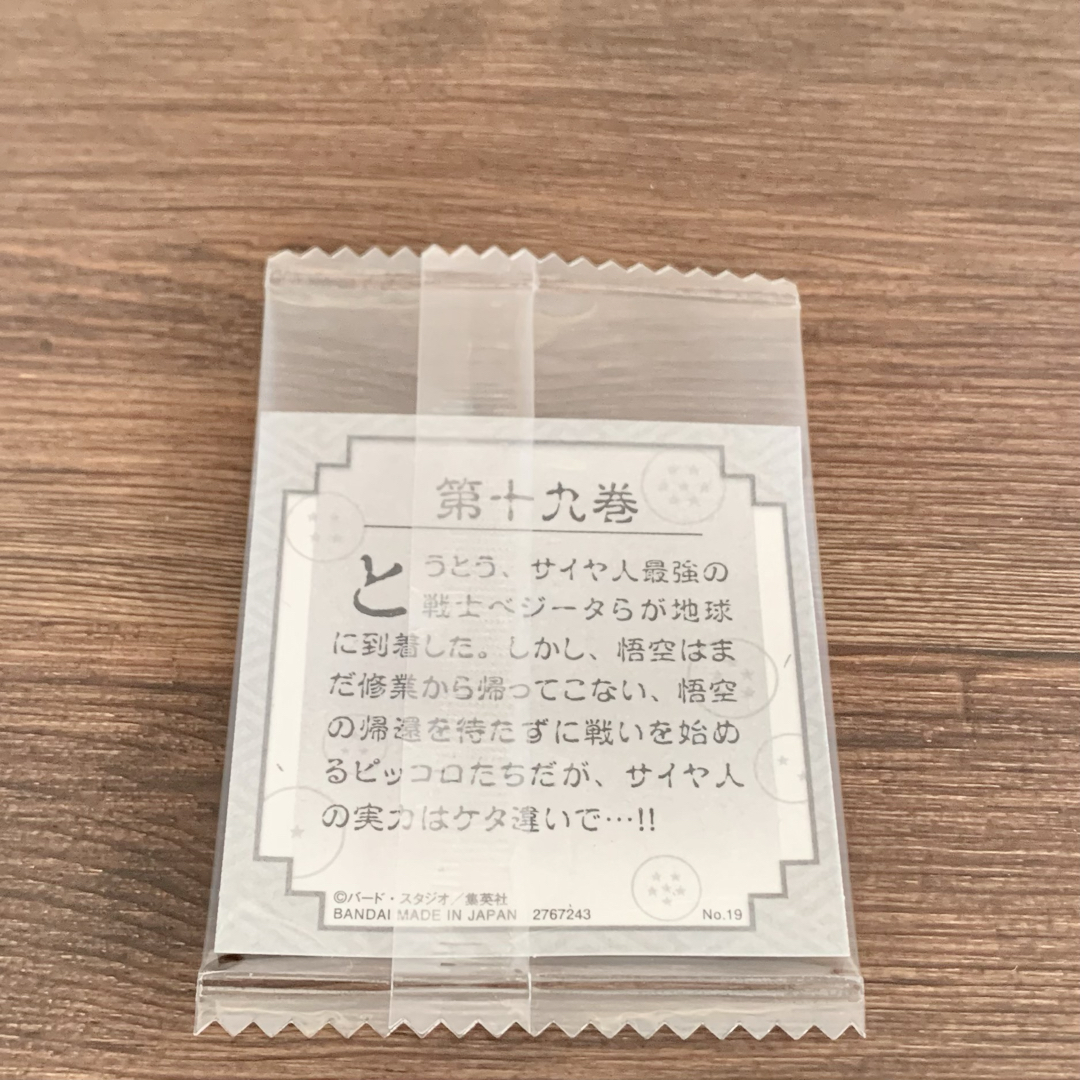 第十九巻
とうとう、サイヤ人最強の
戦士ベジータらが地球
に到着した。しかし、悟空はま
だ修業から帰ってこない、悟空
の帰還を待たずに戦いを始め
るピッコロたちだが、サイヤ人
の実力はケタ違いで…!!
©バード・スタジオ／集英社
BANDAI MADE IN JAPAN 2767243
No.19